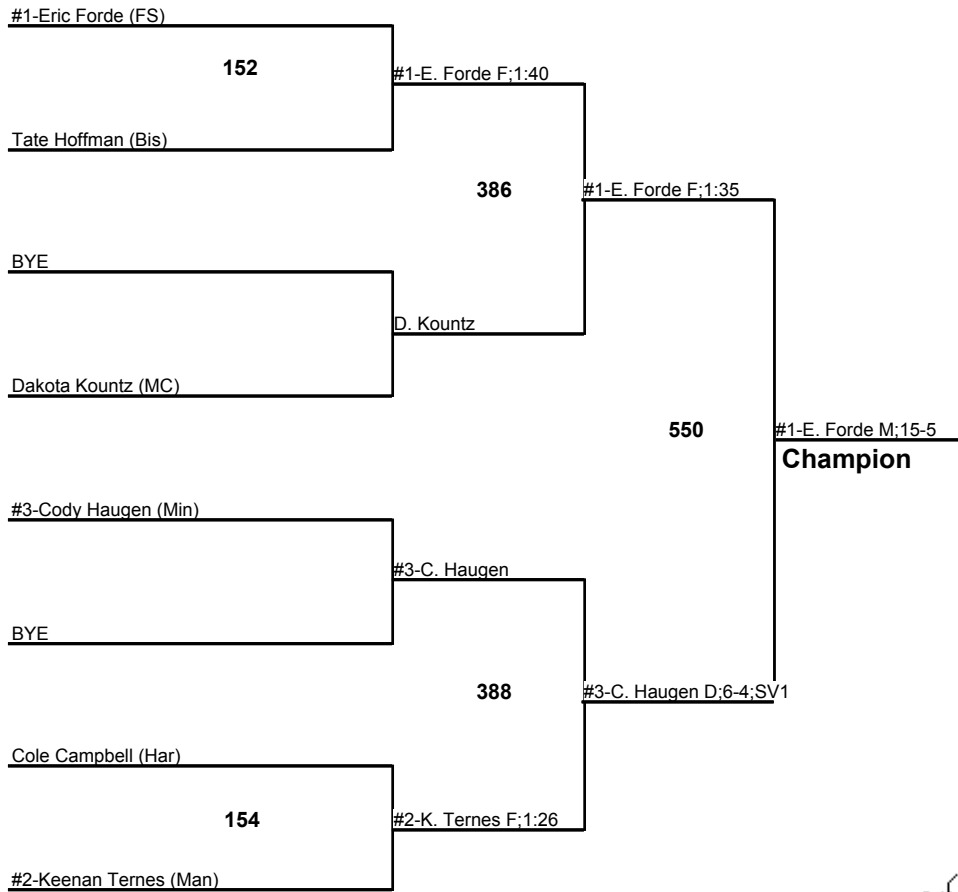 #1-Eric Forde (FS)
152
#1-E. Forde F;1:40
Tate Hoffman (Bis)
386
#1-E. Forde F;1:35
BYE
D. Kountz
Dakota Kountz (MC)
550
#1-E. Forde M;15-5
Champion
#3-Cody Haugen (Min)
#3-C. Haugen
BYE
388
#3-C. Haugen D;6-4;SV1
Cole Campbell (Har)
154
#2-K. Ternes F;1:26
#2-Keenan Ternes (Man)